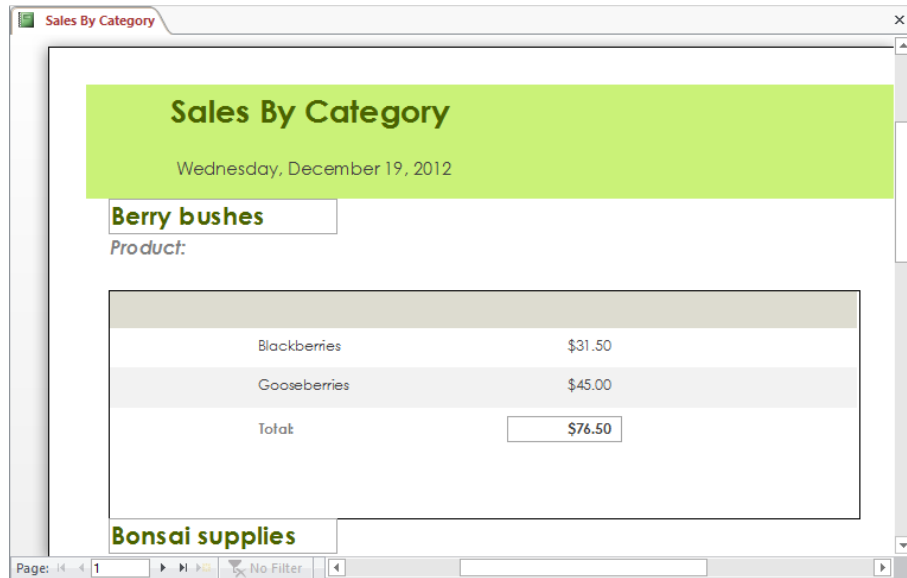 Sales By Category
Sales By Category
Wednesday, December 19, 2012
Berry bushes
Product:
Blackberries $31.50
Gooseberries $45.00
Total: $76.50
Bonsai supplies
Page: 1 No Filter